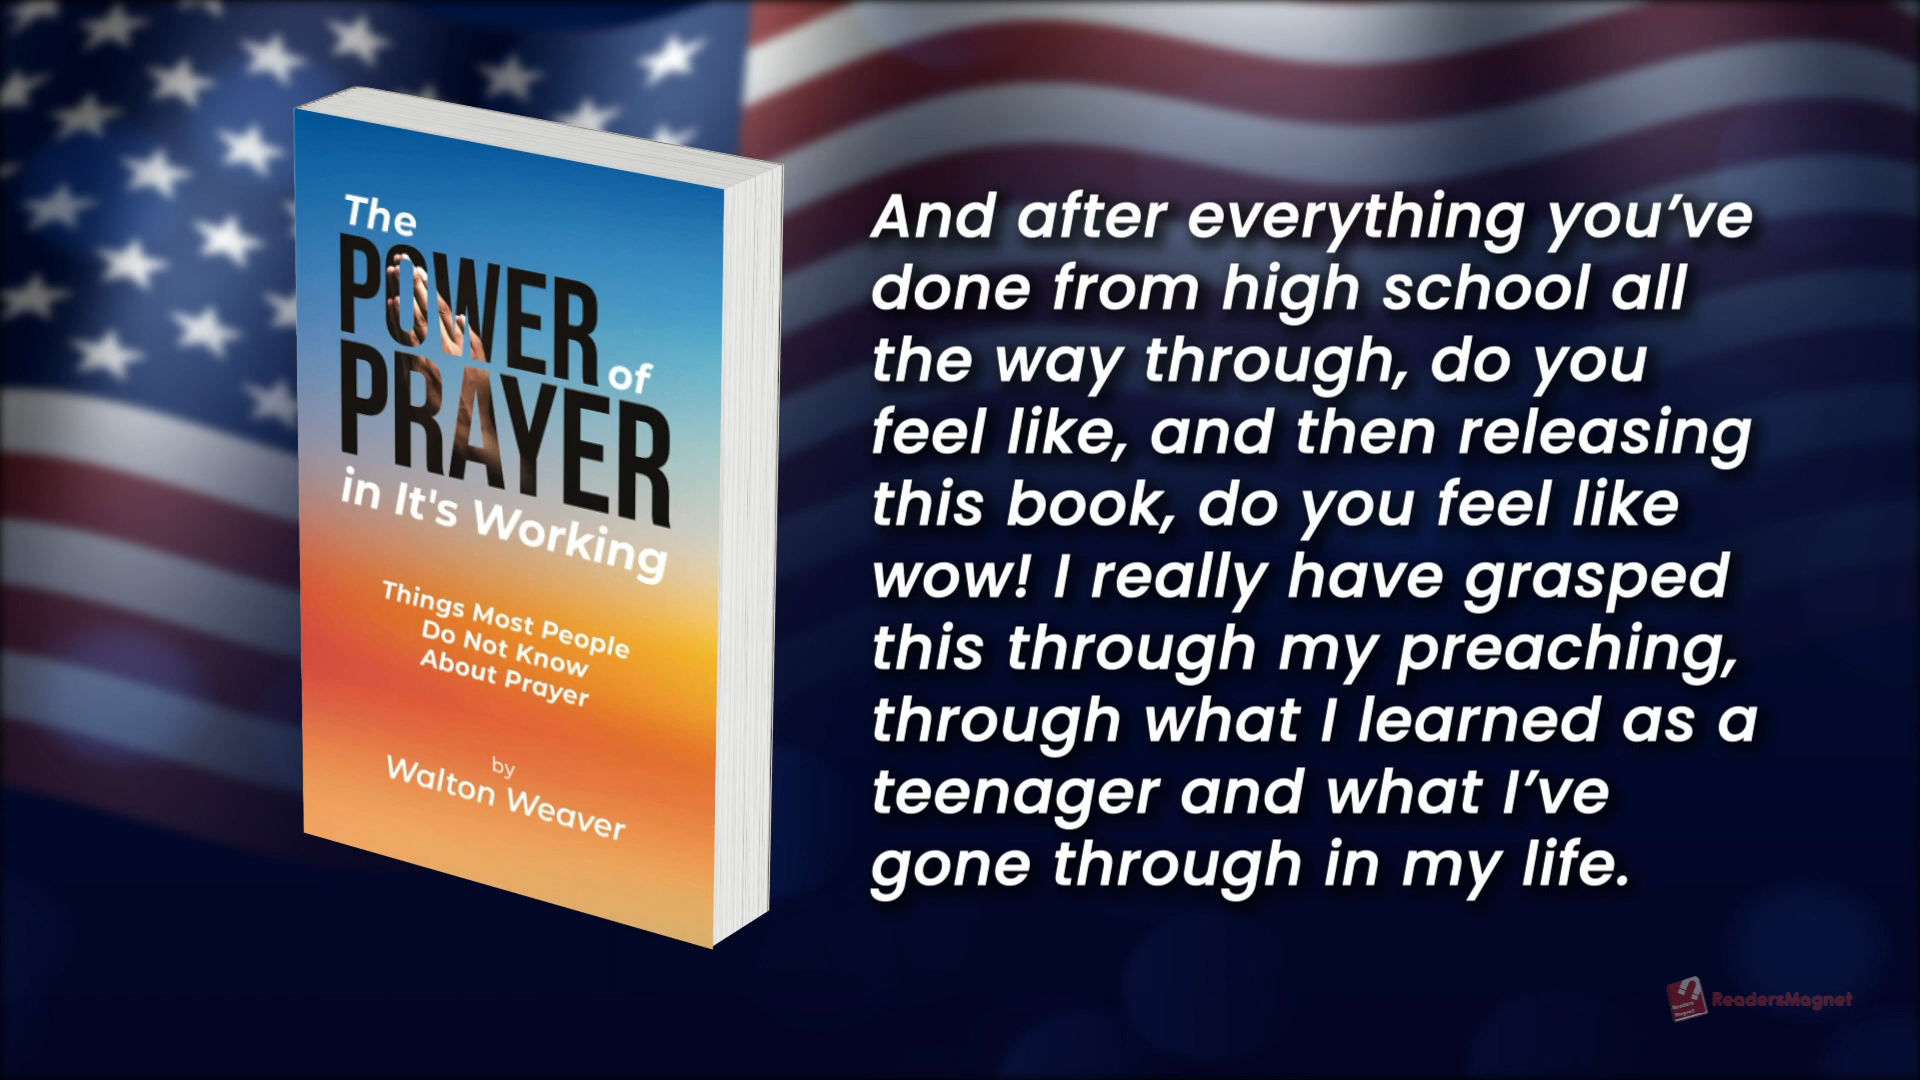 The
POWER of
PRAYER
in It's Working
Things Most People
Do Not Know
About Prayer
by
Walton Weaver
And after everything you’ve
done from high school all
the way through, do you
feel like, and then releasing
this book, do you feel like
wow! I really have grasped
this through my preaching,
through what I learned as a
teenager and what I’ve
gone through in my life.
Readers
Magnet
ReadersMagnet